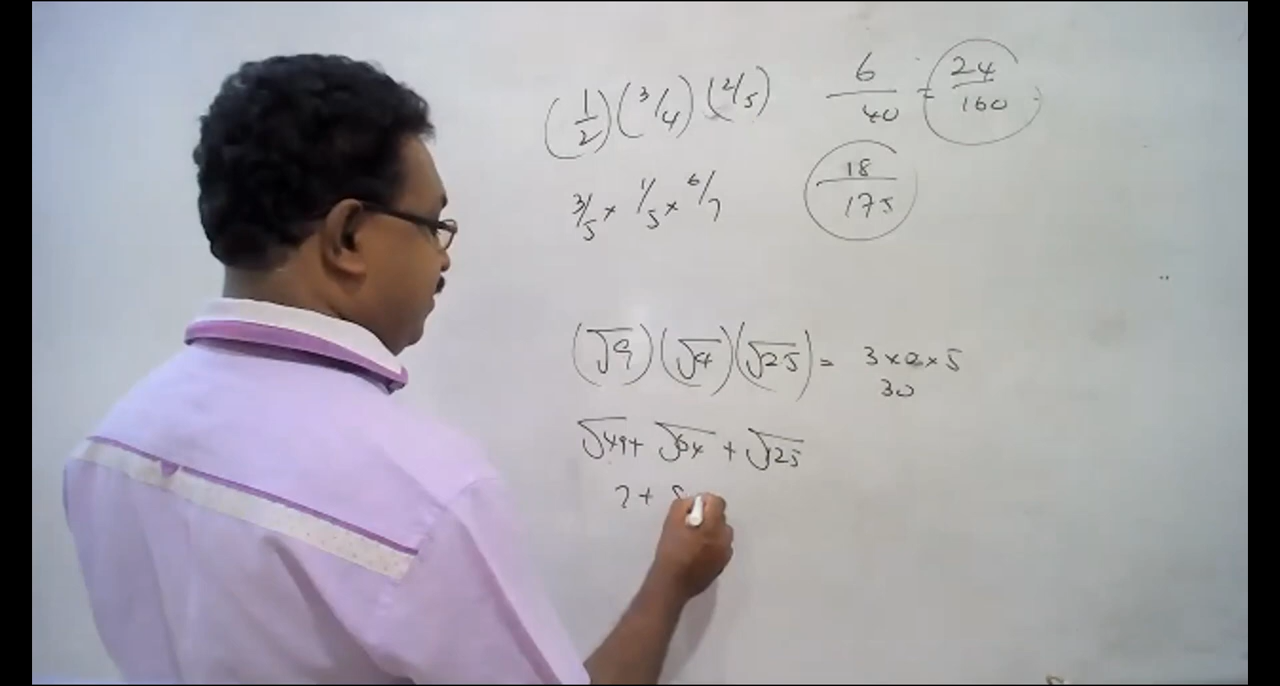 (1/2) (3/4) (2/5) 6/40 = 24/160
3/5 × 1/5 × 6/7 18/175
(√9)(√4)(√25) = 3 × 2 × 5
30
√49 + √64 + √125
7 +